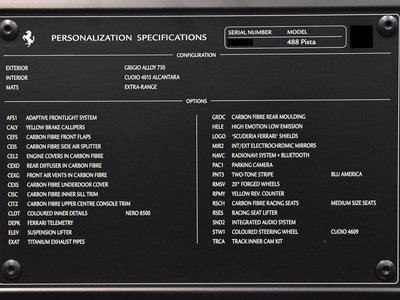 PERSONALIZATION SPECIFICATIONS
SERIAL NUMBER MODEL
488 Pista
CONFIGURATION
EXTERIOR GRIGIO ALLOY 750
INTERIOR CUOIO 4015 ALCANTARA
MATS EXTRA-RANGE
OPTIONS
AFS1 ADAPTIVE FRONTLIGHT SYSTEM
CALY YELLOW BRAKE CALLIPERS
CEFS CARBON FIBRE FRONT FLAPS
CEIS CARBON FIBRE SIDE AIR SPLITTER
CEL2 ENGINE COVERS IN CARBON FIBRE
CEXD REAR DIFFUSER IN CARBON FIBRE
CEXG FRONT AIR VENTS IN CARBON FIBRE
CEXS CARBON FIBRE UNDERDOOR COVER
CISC CARBON FIBRE INNER SILL TRIM
CITZ CARBON FIBRE UPPER CENTRE CONSOLE TRIM
CLDT COLOURED INNER DETAILS NERO 8500
DEPK FERRARI TELEMETRY
ELEV SUSPENSION LIFTER
EXAT TITANIUM EXHAUST PIPES
GRDC CARBON FIBRE REAR MOULDING
HELE HIGH EMOTION LOW EMISSION
LOGO "SCUDERIA FERRARI" SHIELDS
MIR2 INT/EXT ELECTROCHROMIC MIRRORS
NAVC RADIONAVI SYSTEM + BLUETOOTH
PAC1 PARKING CAMERA
PNT3 TWO-TONE STRIPE BLU AMERICA
RMSV 20" FORGED WHEELS
RPMY YELLOW REV. COUNTER
RSCH CARBON FIBRE RACING SEATS MEDIUM SIZE SEATS
RSES RACING SEAT LIFTER
SND2 INTEGRATED AUDIO SYSTEM
STW1 COLOURED STEERING WHEEL CUOIO 4609
TRCA TRACK INNER CAM KIT